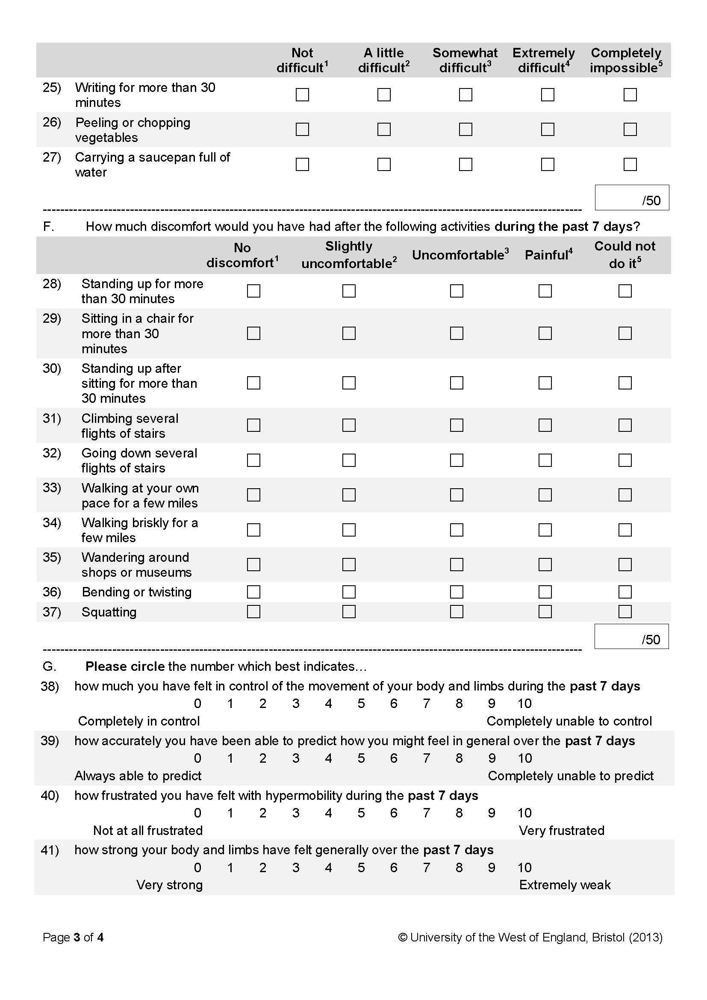 Not difficult1 A little difficult2 Somewhat difficult3 Extremely difficult4 Completely impossible5
25) Writing for more than 30
minutes
26) Peeling or chopping
vegetables
27) Carrying a saucepan full of
water
/50
F. How much discomfort would you have had after the following activities during the past 7 days?
No discomfort1 Slightly uncomfortable2 Uncomfortable3 Painful4 Could not do it5
28) Standing up for more
than 30 minutes
29) Sitting in a chair for
more than 30
minutes
30) Standing up after
sitting for more than
30 minutes
31) Climbing several
flights of stairs
32) Going down several
flights of stairs
33) Walking at your own
pace for a few miles
34) Walking briskly for a
few miles
35) Wandering around
shops or museums
36) Bending or twisting
37) Squatting
/50
G. Please circle the number which best indicates…
38) how much you have felt in control of the movement of your body and limbs during the past 7 days
0 1 2 3 4 5 6 7 8 9 10
Completely in control Completely unable to control
39) how accurately you have been able to predict how you might feel in general over the past 7 days
0 1 2 3 4 5 6 7 8 9 10
Always able to predict Completely unable to predict
40) how frustrated you have felt with hypermobility during the past 7 days
0 1 2 3 4 5 6 7 8 9 10
Not at all frustrated Very frustrated
41) how strong your body and limbs have felt generally over the past 7 days
0 1 2 3 4 5 6 7 8 9 10
Very strong Extremely weak
Page 3 of 4 © University of the West of England, Bristol (2013)